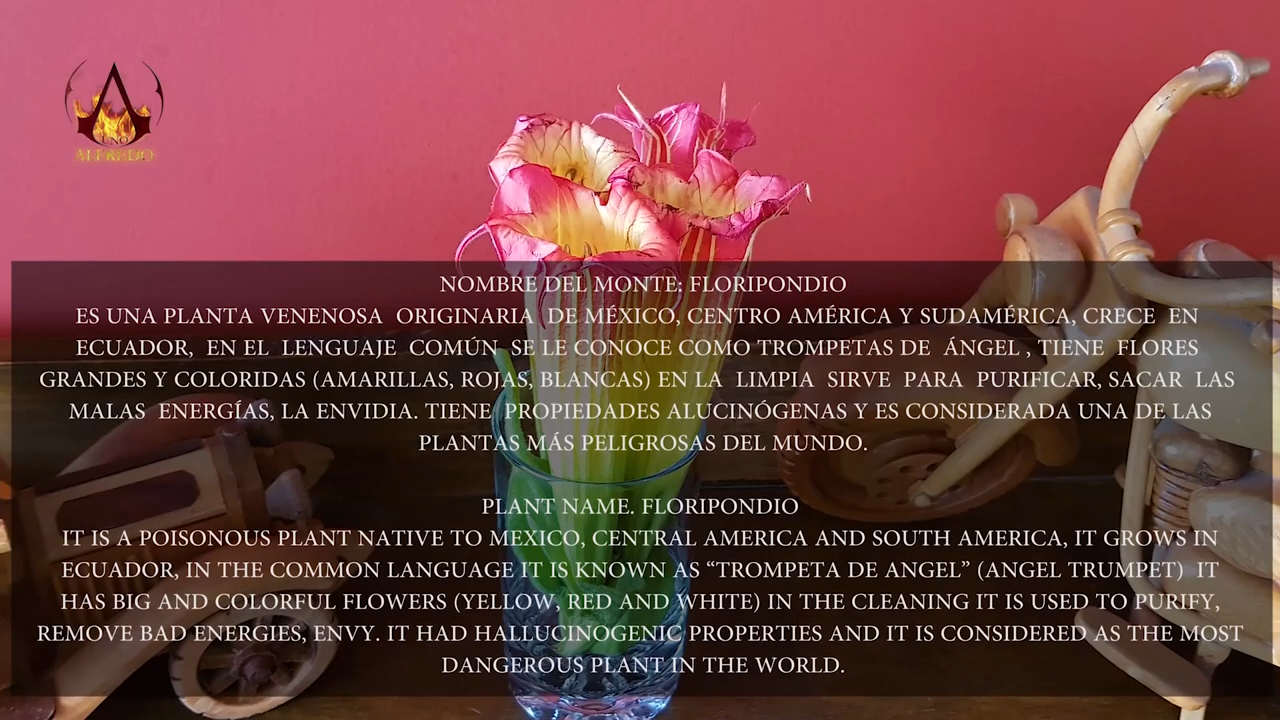 UNO
ALFREDO
NOMBRE DEL MONTE: FLORIPONDIO
ES UNA PLANTA VENENOSA ORIGINARIA DE MÉXICO, CENTRO AMÉRICA Y SUDAMÉRICA, CRECE EN
ECUADOR, EN EL LENGUAJE COMÚN SE LE CONOCE COMO TROMPETAS DE ÁNGEL , TIENE FLORES
GRANDES Y COLORIDAS (AMARILLAS, ROJAS, BLANCAS) EN LA LIMPIA SIRVE PARA PURIFICAR, SACAR LAS
MALAS ENERGÍAS, LA ENVIDIA. TIENE PROPIEDADES ALUCINÓGENAS Y ES CONSIDERADA UNA DE LAS
PLANTAS MÁS PELIGROSAS DEL MUNDO.
PLANT NAME. FLORIPONDIO
IT IS A POISONOUS PLANT NATIVE TO MEXICO, CENTRAL AMERICA AND SOUTH AMERICA, IT GROWS IN
ECUADOR, IN THE COMMON LANGUAGE IT IS KNOWN AS “TROMPETA DE ANGEL” (ANGEL TRUMPET) IT
HAS BIG AND COLORFUL FLOWERS (YELLOW, RED AND WHITE) IN THE CLEANING IT IS USED TO PURIFY,
REMOVE BAD ENERGIES, ENVY. IT HAD HALLUCINOGENIC PROPERTIES AND IT IS CONSIDERED AS THE MOST
DANGEROUS PLANT IN THE WORLD.